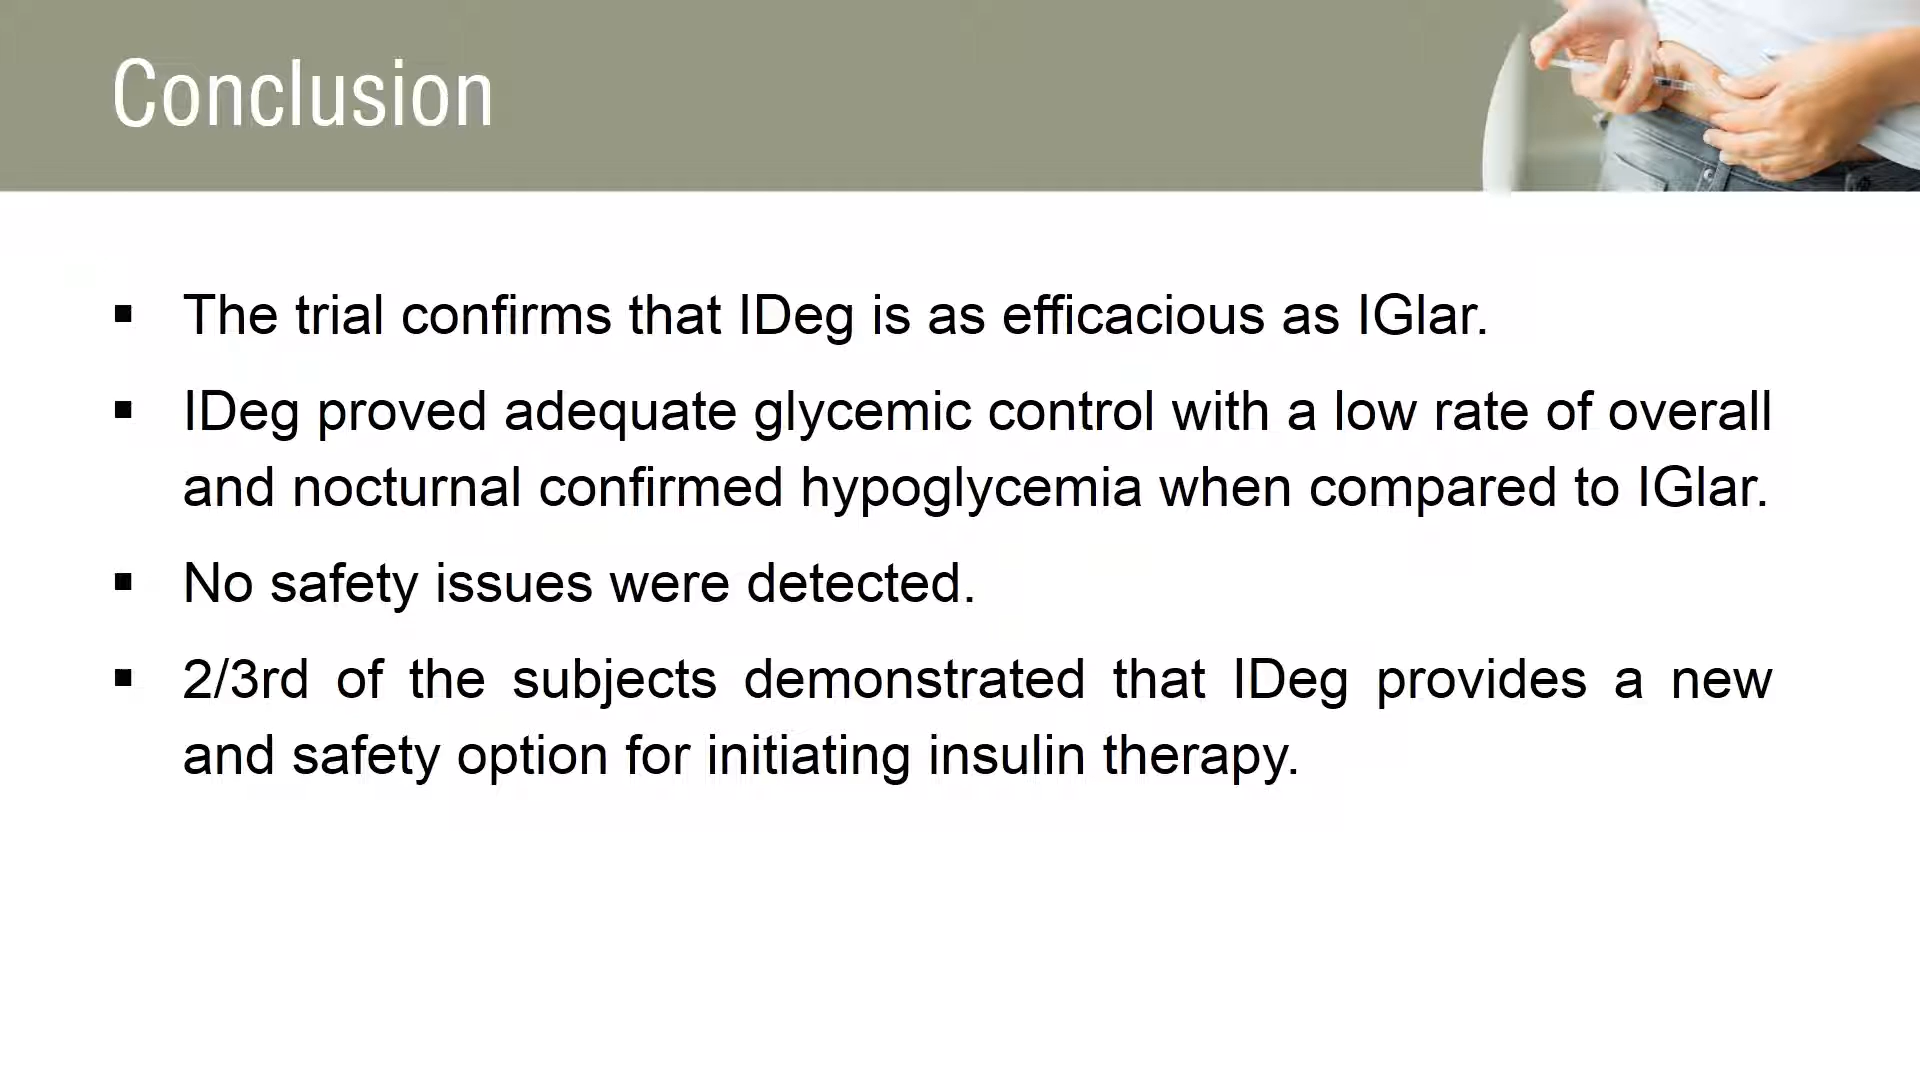 Conclusion
▪ The trial confirms that IDeg is as efficacious as IGlar.
▪ IDeg proved adequate glycemic control with a low rate of overall
and nocturnal confirmed hypoglycemia when compared to IGlar.
▪ No safety issues were detected.
▪ 2/3rd of the subjects demonstrated that IDeg provides a new
and safety option for initiating insulin therapy.